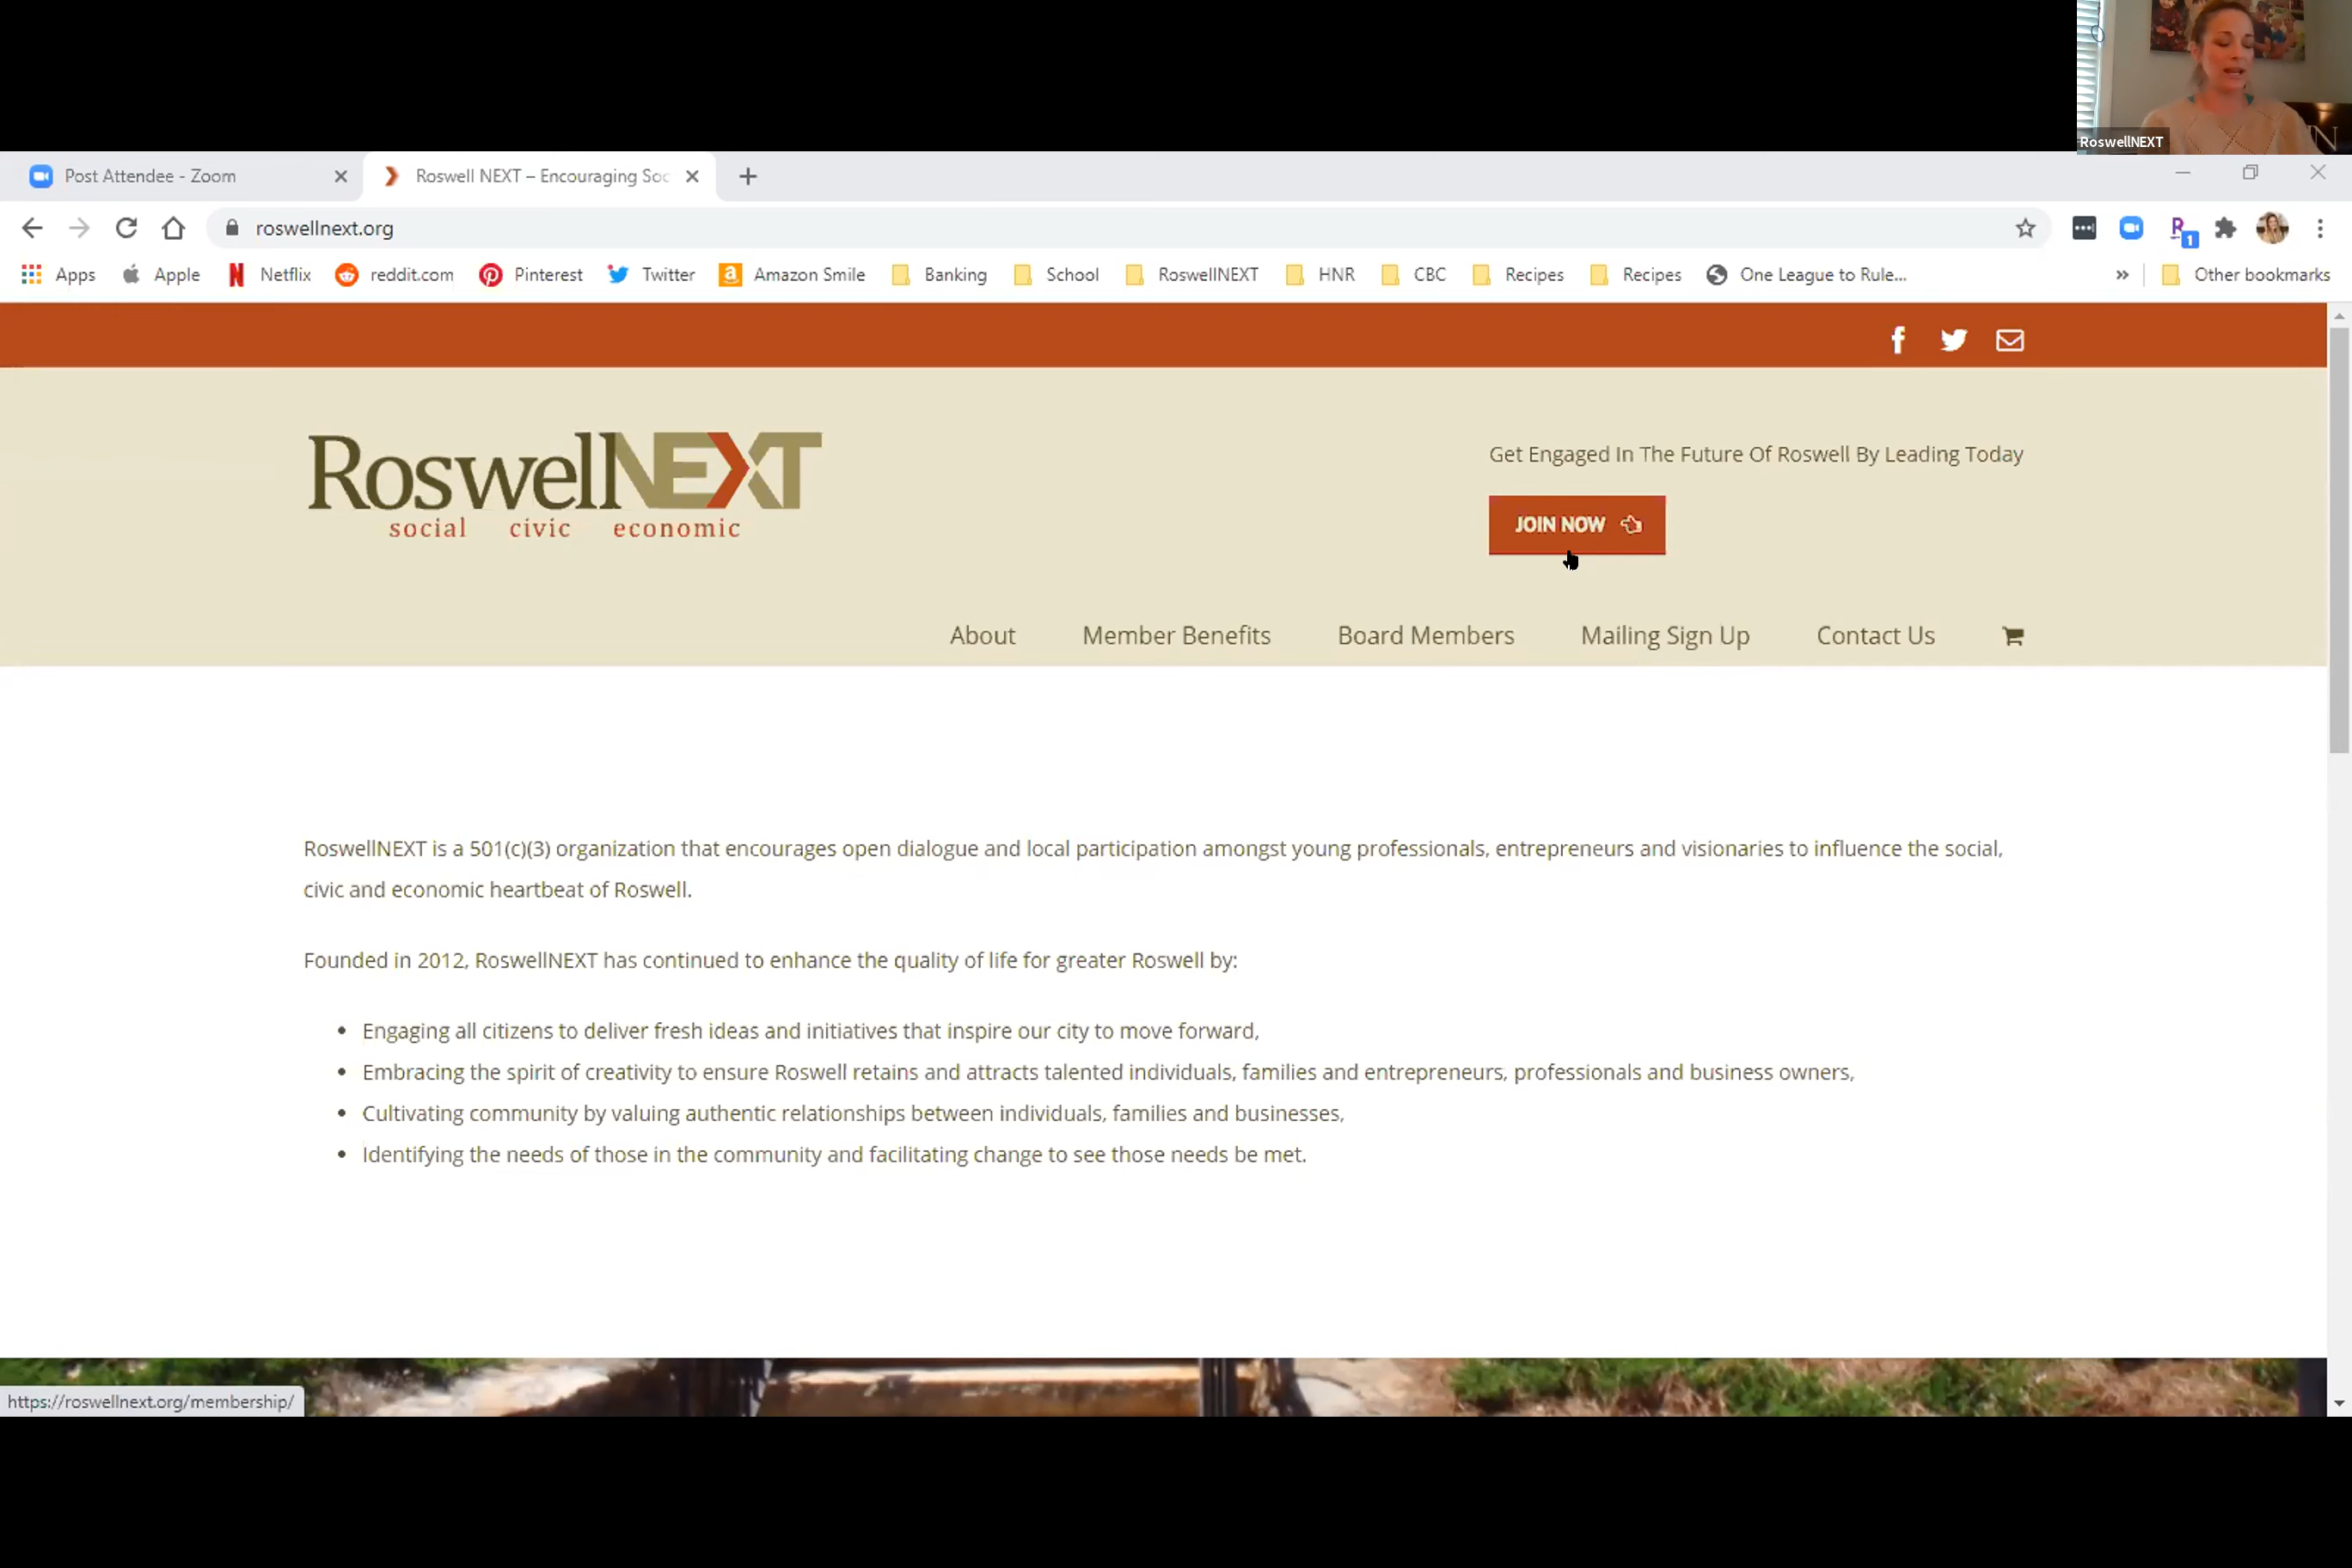 RoswellNEXT
Post Attendee - Zoom
Roswell NEXT – Encouraging Soc
roswellnext.org
1
Apps Apple Netflix reddit.com Pinterest Twitter Amazon Smile Banking School RoswellNEXT HNR CBC Recipes Recipes One League to Rule... » Other bookmarks
RoswellNEXT
social civic economic
Get Engaged In The Future Of Roswell By Leading Today
JOIN NOW
About Member Benefits Board Members Mailing Sign Up Contact Us
RoswellNEXT is a 501(c)(3) organization that encourages open dialogue and local participation amongst young professionals, entrepreneurs and visionaries to influence the social,
civic and economic heartbeat of Roswell.
Founded in 2012, RoswellNEXT has continued to enhance the quality of life for greater Roswell by:
• Engaging all citizens to deliver fresh ideas and initiatives that inspire our city to move forward,
• Embracing the spirit of creativity to ensure Roswell retains and attracts talented individuals, families and entrepreneurs, professionals and business owners,
• Cultivating community by valuing authentic relationships between individuals, families and businesses,
• Identifying the needs of those in the community and facilitating change to see those needs be met.
https://roswellnext.org/membership/